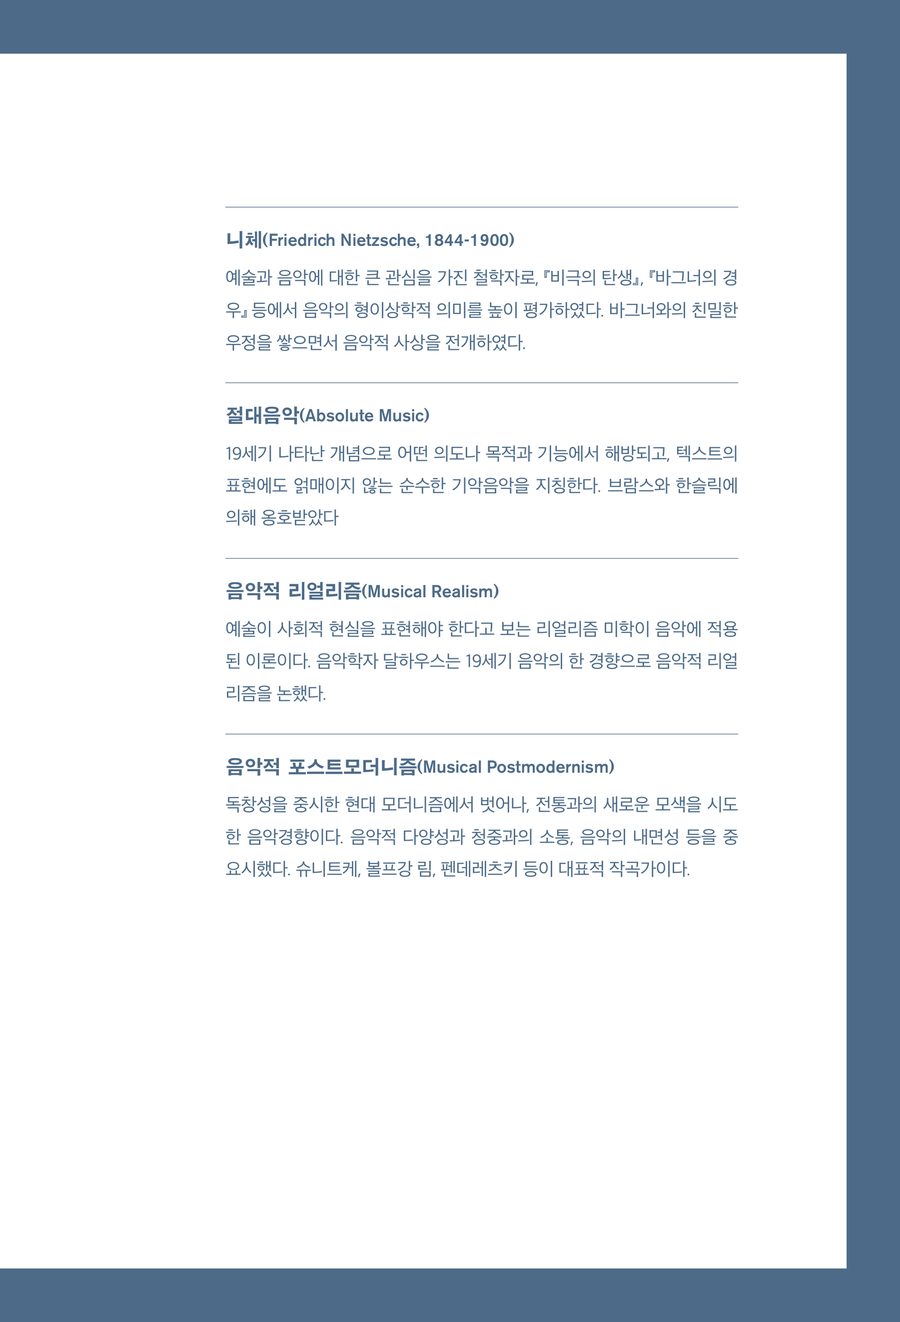 니체(Friedrich Nietzsche, 1844-1900)
예술과 음악에 대한 큰 관심을 가진 철학자로, 『비극의 탄생』, 『바그너의 경
우』 등에서 음악의 형이상학적 의미를 높이 평가하였다. 바그너와의 친밀한
우정을 쌓으면서 음악적 사상을 전개하였다.
절대음악(Absolute Music)
19세기 나타난 개념으로 어떤 의도나 목적과 기능에서 해방되고, 텍스트의
표현에도 얽매이지 않는 순수한 기악음악을 지칭한다. 브람스와 한슬릭에
의해 옹호받았다
음악적 리얼리즘(Musical Realism)
예술이 사회적 현실을 표현해야 한다고 보는 리얼리즘 미학이 음악에 적용
된 이론이다. 음악학자 달하우스는 19세기 음악의 한 경향으로 음악적 리얼
리즘을 논했다.
음악적 포스트모더니즘(Musical Postmodernism)
독창성을 중시한 현대 모더니즘에서 벗어나, 전통과의 새로운 모색을 시도
한 음악경향이다. 음악적 다양성과 청중과의 소통, 음악의 내면성 등을 중
요시했다. 슈니트케, 볼프강 림, 펜데레츠키 등이 대표적 작곡가이다.